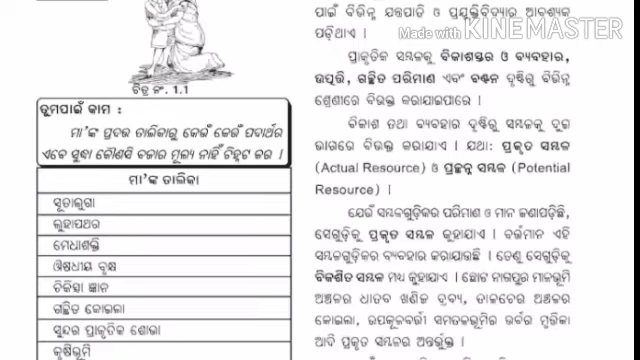 ଚିତ୍ର ନଂ. 1.1
ତୁମପାଇଁ କାମ :
ମା'ଙ୍କ ପ୍ରଦତ୍ତ ତାଲିକାରୁ କେଉଁ କେଉଁ ପଦାର୍ଥର
ଏବେ ସୁଦ୍ଧା କୌଣସି ବଜାର ମୂଲ୍ୟ ନାହିଁ ଚିହ୍ନଟ କର ।
ମା'ଙ୍କ ତାଲିକା
ସୂତାଲୁଗା
ଲୁହାପଥର
ମେଧାଶକ୍ତି
ଔଷଧୀୟ ବୃକ୍ଷ
ଚିକିତ୍ସା ଜ୍ଞାନ
ଗଚ୍ଛିତ କୋଇଲା
ସୁନ୍ଦର ପ୍ରାକୃତିକ ଶୋଭା
କୃଷିଭୂମି
ପାଇଁ ବିଭିନ୍ନ ଯନ୍ତ୍ରପାତି ଓ ପ୍ରଯୁକ୍ତିବିଦ୍ୟାର ଆବଶ୍ୟକ
ପଡ଼ିଥାଏ ।
Made with KINEMASTER
ପ୍ରାକୃତିକ ସମ୍ବଳକୁ ବିକାଶସ୍ତର ଓ ବ୍ୟବହାର,
ଉତ୍ପତ୍ତି, ଗଚ୍ଛିତ ପରିମାଣ ଏବଂ ବଣ୍ଟନ ଦୃଷ୍ଟିରୁ ବିଭିନ୍ନ
ଶ୍ରେଣୀରେ ବିଭକ୍ତ କରାଯାଇପାରେ ।
ବିକାଶ ତଥା ବ୍ୟବହାର ଦୃଷ୍ଟିରୁ ସମ୍ବଳକୁ ଦୁଇ
ଭାଗରେ ବିଭକ୍ତ କରାଯାଏ । ଯଥା: ପ୍ରକୃତ ସମ୍ବଳ
(Actual Resource) ଓ ପ୍ରଚ୍ଛନ୍ନ ସମ୍ବଳ (Potential
Resource) ।
ଯେଉଁ ସମ୍ବଳଗୁଡ଼ିକର ପରିମାଣ ଓ ମାନ ଜଣାପଡ଼ିଛି,
ସେଗୁଡ଼ିକୁ ପ୍ରକୃତ ସମ୍ବଳ କୁହାଯାଏ । ବର୍ତ୍ତମାନ ଏହି
ସମ୍ବଳଗୁଡ଼ିକର ବ୍ୟବହାର କରାଯାଉଛି । ତେଣୁ ସେଗୁଡ଼ିକୁ
ବିକଶିତ ସମ୍ବଳ ମଧ୍ୟ କୁହାଯାଏ । ଛୋଟ ନାଗପୁର ମାଳଭୂମି
ଅଞ୍ଚଳର ଧାତବ ଖଣିଜ ଦ୍ରବ୍ୟ, ତାଳଚେର ଅଞ୍ଚଳର
କୋଇଲା, ଉପକୂଳବର୍ତ୍ତୀ ସମତଳଭୂମିର ଉର୍ବର ମୃତ୍ତିକା
ଆଦି ପ୍ରକୃତ ସମ୍ବଳର ଅନ୍ତର୍ଭୁକ୍ତ ।